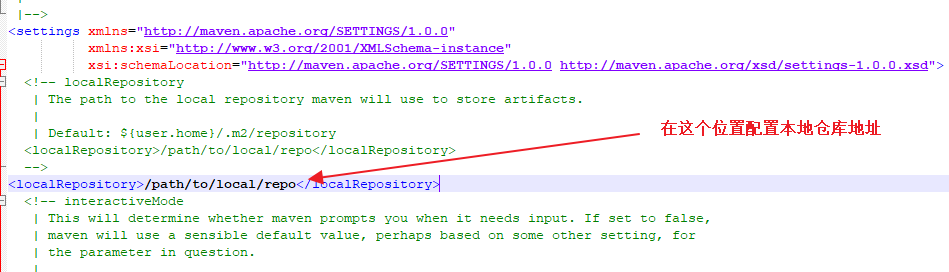 |
|-->
<settings xmlns="http://maven.apache.org/SETTINGS/1.0.0"
xmlns:xsi="http://www.w3.org/2001/XMLSchema-instance"
xsi:schemaLocation="http://maven.apache.org/SETTINGS/1.0.0 http://maven.apache.org/xsd/settings-1.0.0.xsd">
<!-- localRepository
| The path to the local repository maven will use to store artifacts.
|
| Default: ${user.home}/.m2/repository
<localRepository>/path/to/local/repo</localRepository>
-->
在这个位置配置本地仓库地址
<localRepository>/path/to/local/repo</localRepository>
<!-- interactiveMode
| This will determine whether maven prompts you when it needs input. If set to false,
| maven will use a sensible default value, perhaps based on some other setting, for
| the parameter in question.
|